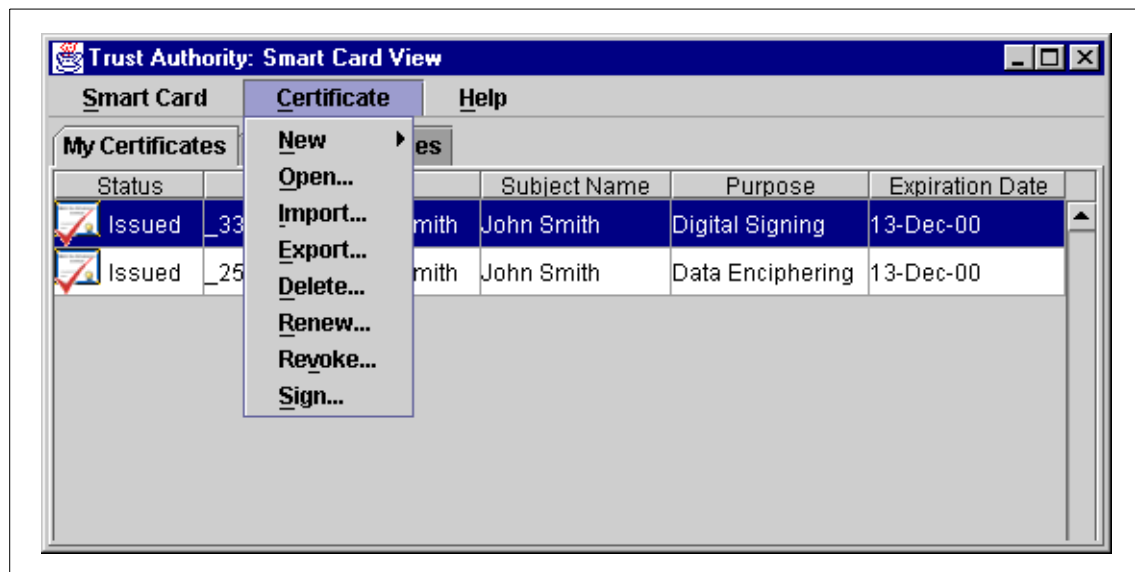 Trust Authority: Smart Card View
Smart Card Certificate Help
My Certificates es
Status Subject Name Purpose Expiration Date
Issued _33 mith John Smith Digital Signing 13-Dec-00
Issued _25 mith John Smith Data Enciphering 13-Dec-00
New
Open...
Import...
Export...
Delete...
Renew...
Revoke...
Sign...